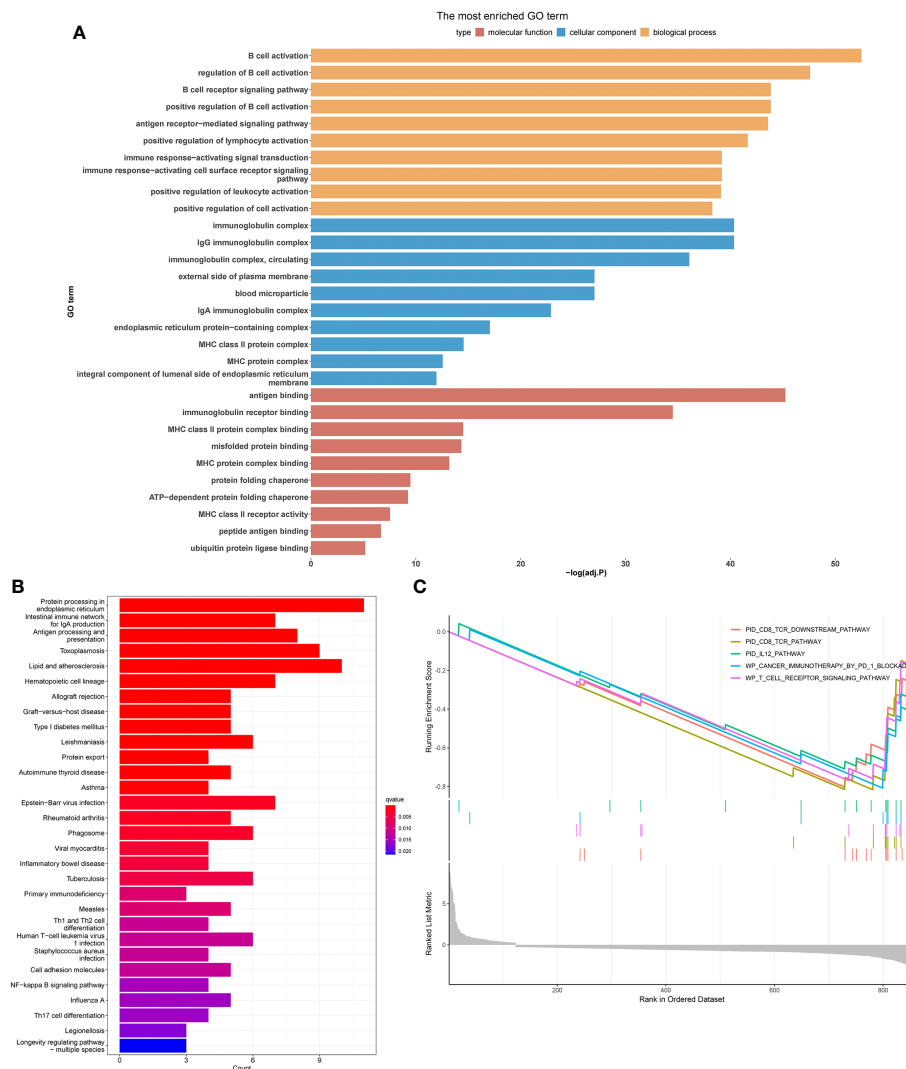 The most enriched GO term
A
type molecular function cellular component biological process
B cell activation
regulation of B cell activation
B cell receptor signaling pathway
positive regulation of B cell activation
antigen receptor−mediated signaling pathway
positive regulation of lymphocyte activation
immune response−activating signal transduction
immune response−activating cell surface receptor signaling
pathway
positive regulation of leukocyte activation
positive regulation of cell activation
immunoglobulin complex
IgG immunoglobulin complex
immunoglobulin complex, circulating
external side of plasma membrane
blood microparticle
IgA immunoglobulin complex
endoplasmic reticulum protein−containing complex
MHC class II protein complex
MHC protein complex
integral component of lumenal side of endoplasmic reticulum
membrane
antigen binding
immunoglobulin receptor binding
MHC class II protein complex binding
misfolded protein binding
MHC protein complex binding
protein folding chaperone
ATP−dependent protein folding chaperone
MHC class II receptor activity
peptide antigen binding
ubiquitin protein ligase binding
GO term
0 10 20 30 40 50
−log(adj.P)
B
Protein processing in
endoplasmic reticulum
Intestinal immune network
for IgA production
Antigen processing and
presentation
Toxoplasmosis
Lipid and atherosclerosis
Hematopoietic cell lineage
Allograft rejection
Graft−versus−host disease
Type I diabetes mellitus
Leishmaniasis
Protein export
Autoimmune thyroid disease
Asthma
Epstein−Barr virus infection
Rheumatoid arthritis
Phagosome
Viral myocarditis
Inflammatory bowel disease
Tuberculosis
Primary immunodeficiency
Measles
Th1 and Th2 cell
differentiation
Human T−cell leukemia virus
1 infection
Staphylococcus aureus
infection
Cell adhesion molecules
NF−kappa B signaling pathway
Influenza A
Th17 cell differentiation
Legionellosis
Longevity regulating pathway
− multiple species
0 3 6 9
Count
qvalue
0.005
0.010
0.015
0.020
C
PID_CD8_TCR_DOWNSTREAM_PATHWAY
PID_CD8_TCR_PATHWAY
PID_IL12_PATHWAY
WP_CANCER_IMMUNOTHERAPY_BY_PD_1_BLOCKAD
WP_T_CELL_RECEPTOR_SIGNALING_PATHWAY
Running Enrichment Score
0.0
-0.2
-0.4
-0.6
-0.8
Ranked List Metric
5
0
200 400 600 800
Rank in Ordered Dataset